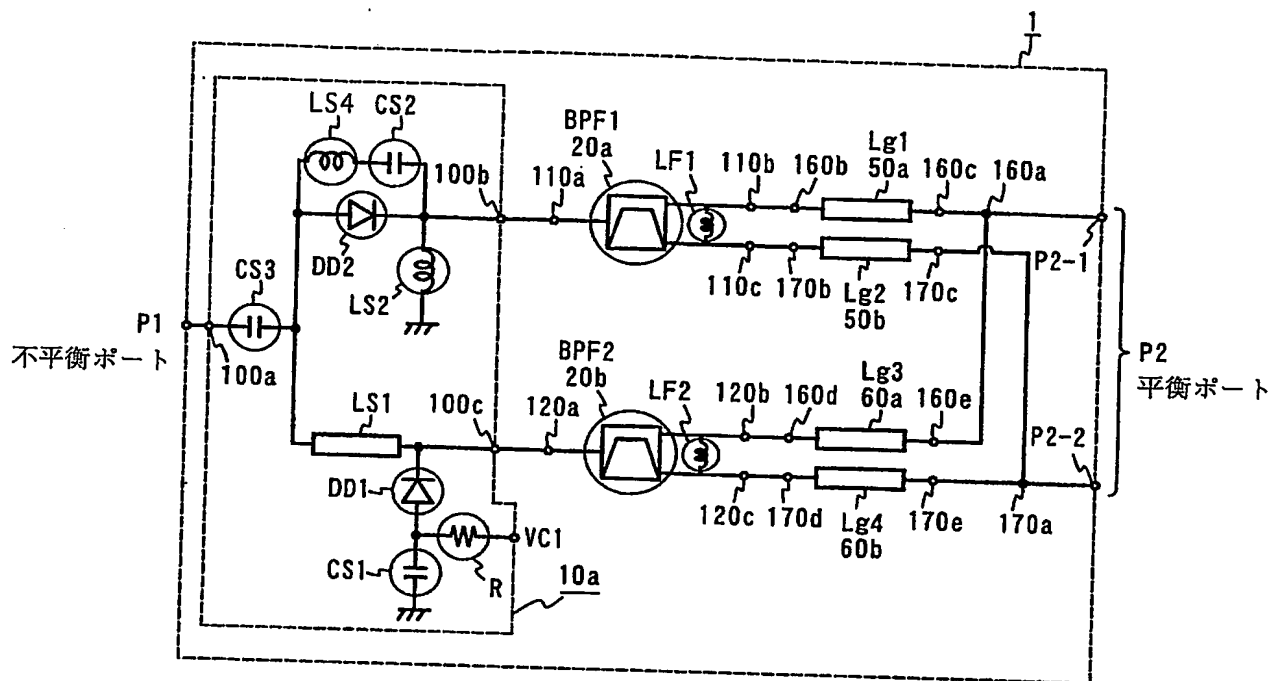 1
LS4
CS2
BPF1
20a
LF1
110b
160b
Lg1
50a
160c
160a
100b
110a
DD2
LS2
CS3
110c
170b
Lg2
50b
170c
P2-1
P1
不平衡ポート
100a
P2
平衡ポート
BPF2
20b
LF2
120b
160d
Lg3
60a
160e
LS1
100c
120a
P2-2
DD1
120c
170d
Lg4
60b
170e
170a
VC1
CS1
R
10a